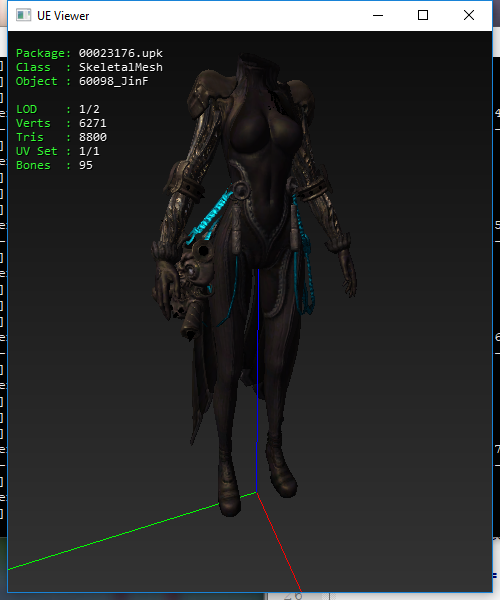 UE Viewer
Package: 00023176.upk
Class : SkeletalMesh
Object : 60098_JinF
LOD : 1/2
Verts : 6271
Tris : 8800
UV Set : 1/1
Bones : 95